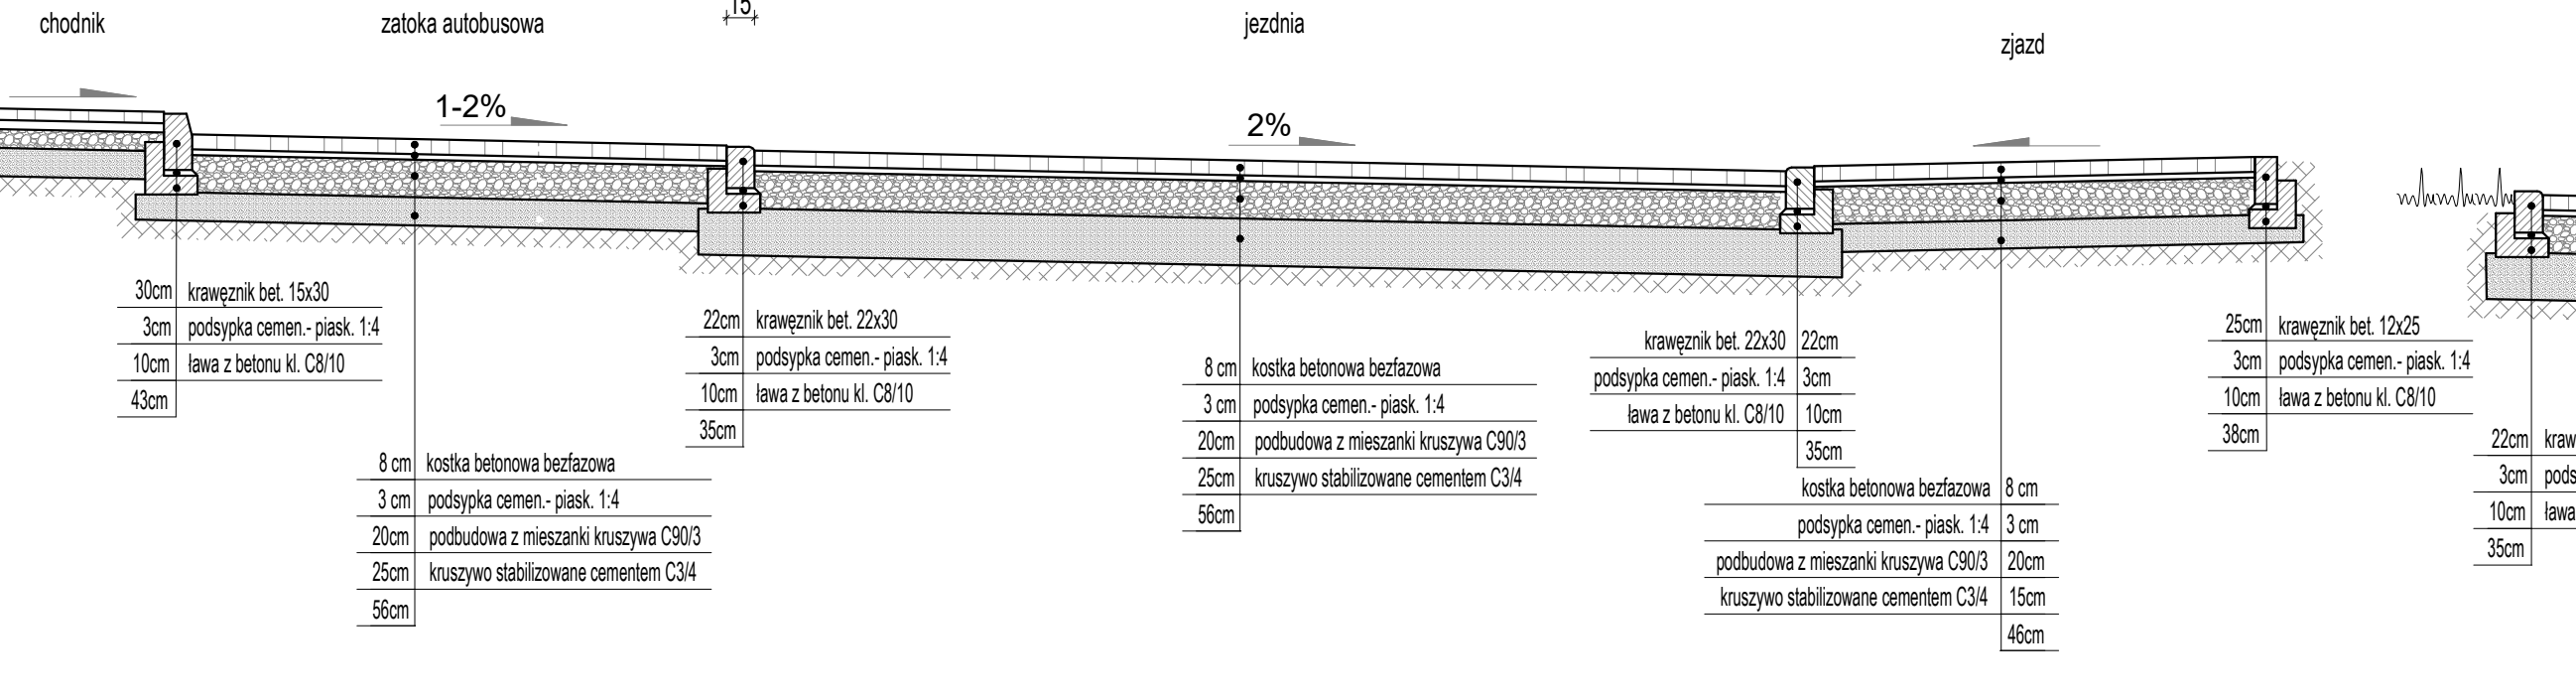 chodnik
zatoka autobusowa
15
jezdnia
zjazd
1-2%
2%
30cm krawęznik bet. 15x30
3cm podsypka cemen.- piask. 1:4
10cm ława z betonu kl. C8/10
43cm
8 cm kostka betonowa bezfazowa
3 cm podsypka cemen.- piask. 1:4
20cm podbudowa z mieszanki kruszywa C90/3
25cm kruszywo stabilizowane cementem C3/4
56cm
22cm krawęznik bet. 22x30
3cm podsypka cemen.- piask. 1:4
10cm ława z betonu kl. C8/10
35cm
8 cm kostka betonowa bezfazowa
3 cm podsypka cemen.- piask. 1:4
20cm podbudowa z mieszanki kruszywa C90/3
25cm kruszywo stabilizowane cementem C3/4
56cm
krawęznik bet. 22x30 22cm
podsypka cemen.- piask. 1:4 3cm
ława z betonu kl. C8/10 10cm
35cm
kostka betonowa bezfazowa 8 cm
podsypka cemen.- piask. 1:4 3 cm
podbudowa z mieszanki kruszywa C90/3 20cm
kruszywo stabilizowane cementem C3/4 15cm
46cm
25cm krawęznik bet. 12x25
3cm podsypka cemen.- piask. 1:4
10cm ława z betonu kl. C8/10
38cm
22cm kraw
3cm pods
10cm ława
35cm